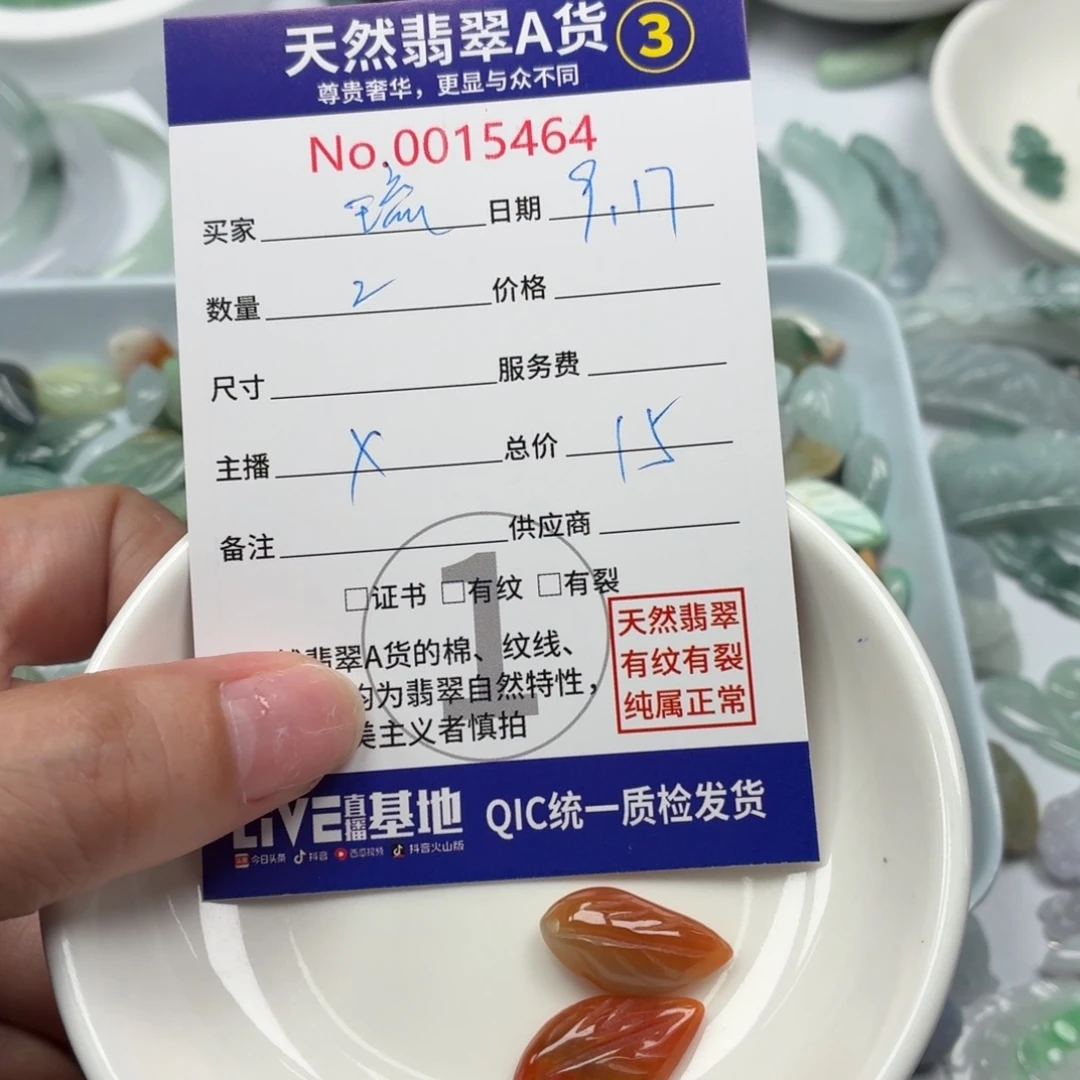 天然翡翠A货 3
尊贵奢华，更显与众不同
No.0015464
买家 琉 日期 9.17
数量 2 价格
尺寸 服务费
主播 X 总价 15
备注 供应商
□证书 □有纹 □有裂
1
翡翠A货的棉、纹线、
均为翡翠自然特性，
美主义者慎拍
天然翡翠
有纹有裂
纯属正常
LIVE直播基地 QIC统一质检发货
今日头条 抖音 西瓜视频 抖音火山版